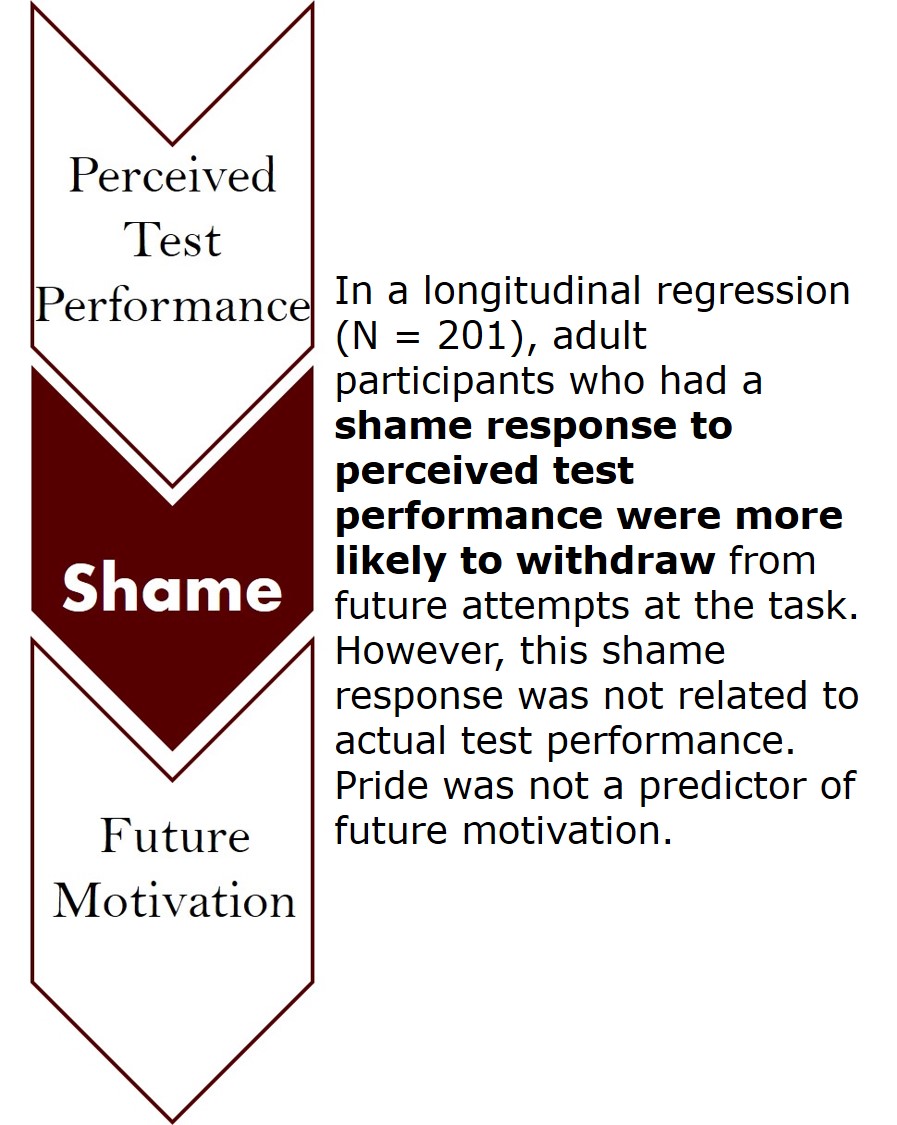 Perceived
Test
Performance
Shame
Future
Motivation
In a longitudinal regression
(N = 201), adult
participants who had a
shame response to
perceived test
performance were more
likely to withdraw from
future attempts at the task.
However, this shame
response was not related to
actual test performance.
Pride was not a predictor of
future motivation.